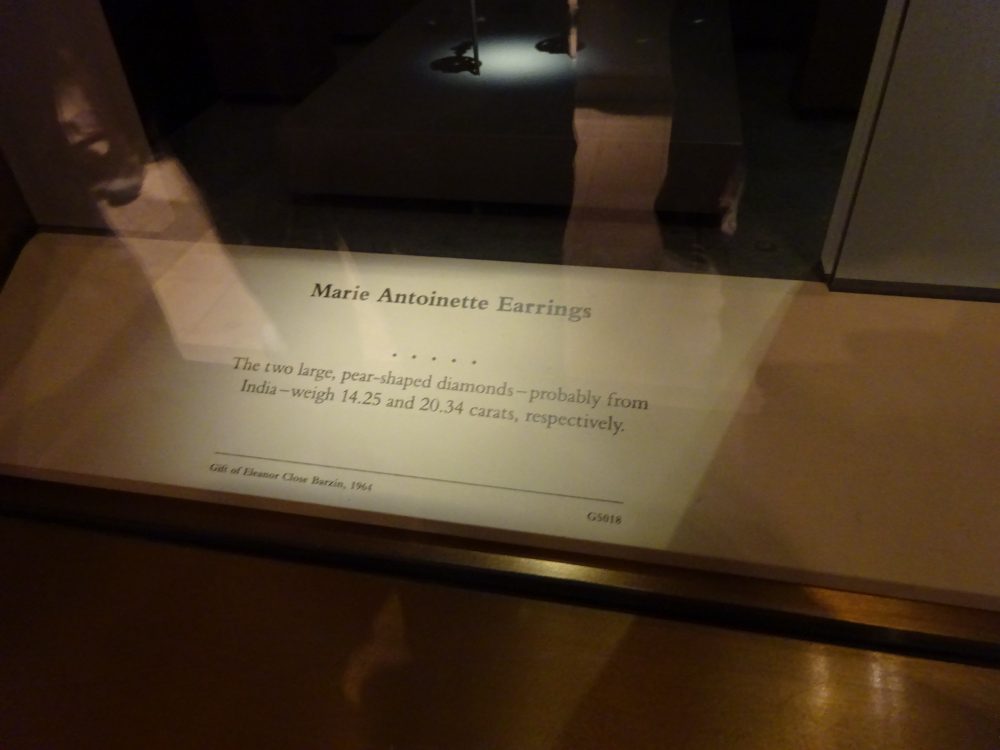 Marie Antoinette Earrings
. . . . .
The two large, pear-shaped diamonds–probably from
India–weigh 14.25 and 20.34 carats, respectively.
Gift of Eleanor Close Barzin, 1964
G5018